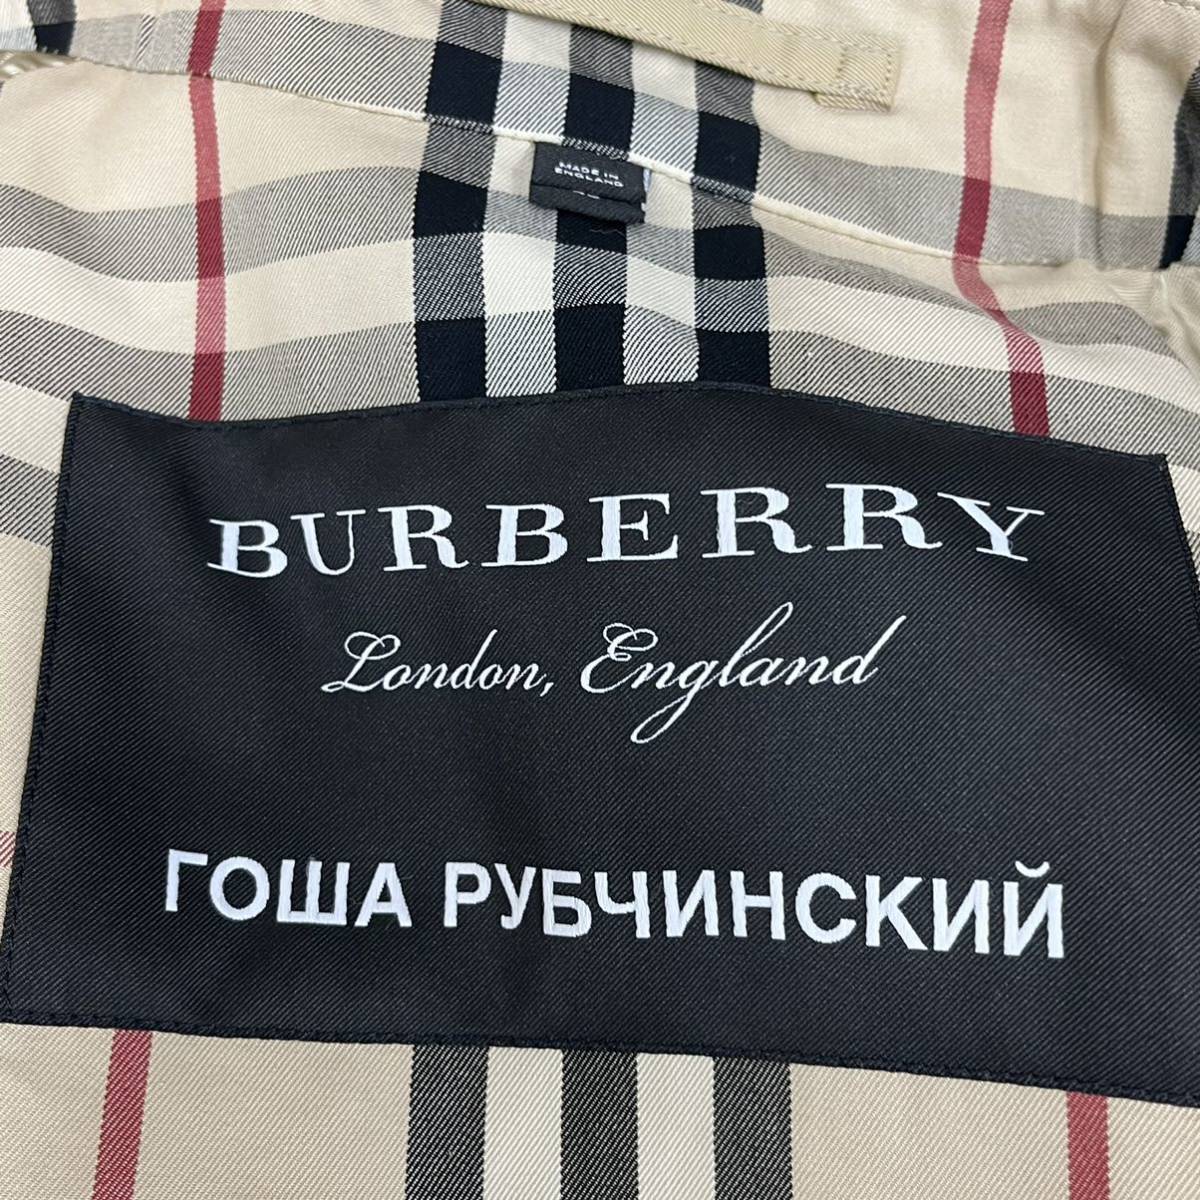 MADE IN
ENGLAND
BURBERRY
London, England
ГОША РУБЧИНСКИЙ